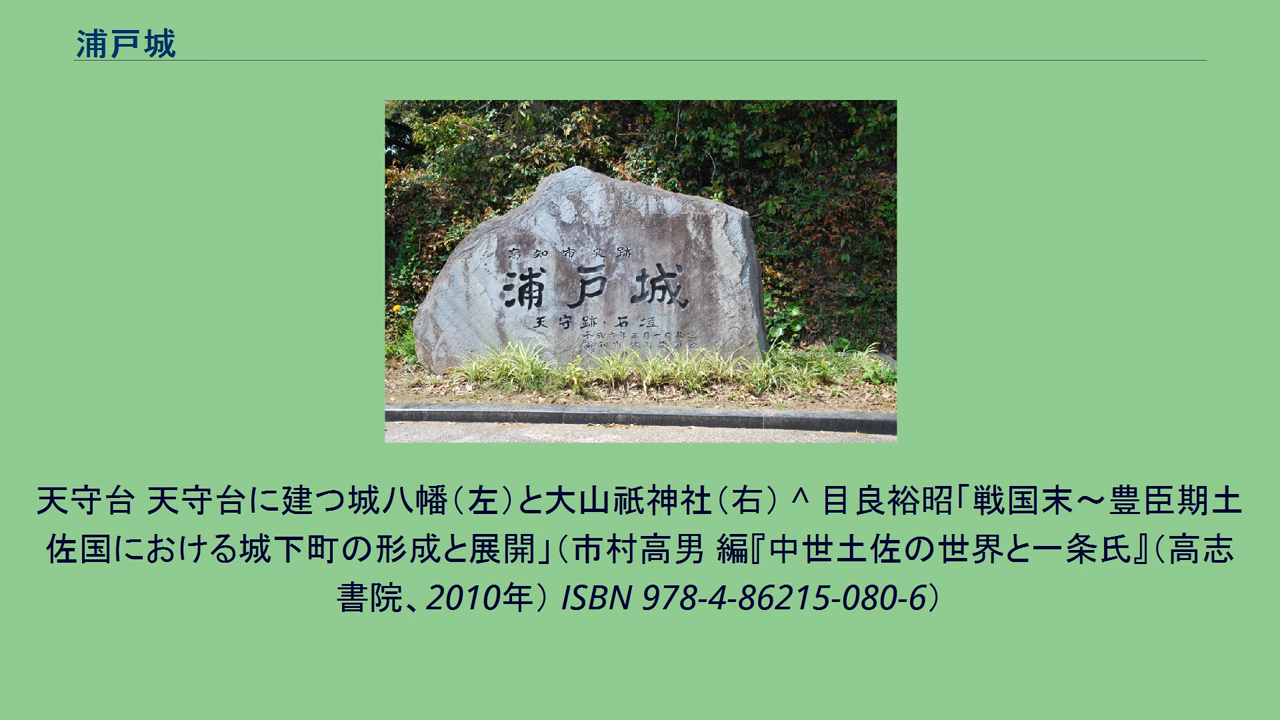 浦戸城
高知市史跡
浦戸城
天守跡・石垣
天守台 天守台に建つ城八幡（左）と大山祇神社（右） ^ 目良裕昭「戦国末～豊臣期土
佐国における城下町の形成と展開」（市村高男 編『中世土佐の世界と一条氏』（高志
書院、2010年） ISBN 978-4-86215-080-6）